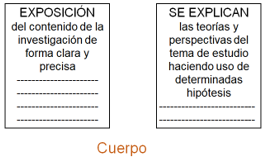 EXPOSICIÓN
del contenido de la
investigación de
forma clara y
precisa
----------------------
----------------------
----------------------
----------------------
SE EXPLICAN
las teorías y
perspectivas del
tema de estudio
haciendo uso de
determinadas
hipótesis
--------------------------
--------------------------
Cuerpo